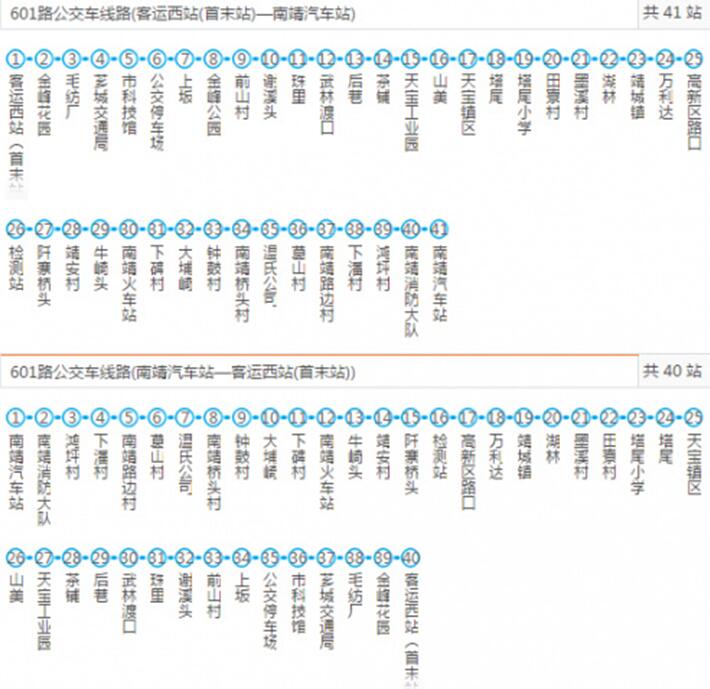 601路公交车线路(客运西站(首末站)—南靖汽车站)
共 41 站
1 客运西站（首末站
2 金峰花园
3 毛纺厂
4 芗城交通局
5 市科技馆
6 公交停车场
7 上坂
8 金峰公园
9 前山村
10 谢溪头
11 珠里
12 武林渡口
13 后巷
14 茶铺
15 天宝工业园
16 山美
17 天宝镇区
18 塔尾
19 塔尾小学
20 田寮村
21 墨溪村
22 湖林
23 靖城镇
24 万利达
25 高新区路口
26 检测站
27 阡寨桥头
28 靖安村
29 牛崎头
30 南靖火车站
31 下碑村
32 大埔崎
33 钟鼓村
34 南靖桥头村
35 温氏公司
36 墓山村
37 南靖路边村
38 下潘村
39 鸿坪村
40 南靖消防大队
41 南靖汽车站
601路公交车线路(南靖汽车站—客运西站(首末站))
共 40 站
1 南靖汽车站
2 南靖消防大队
3 鸿坪村
4 下潘村
5 南靖路边村
6 墓山村
7 温氏公司
8 南靖桥头村
9 钟鼓村
10 大埔崎
11 下碑村
12 南靖火车站
13 牛崎头
14 靖安村
15 阡寨桥头
16 检测站
17 高新区路口
18 万利达
19 靖城镇
20 湖林
21 墨溪村
22 田寮村
23 塔尾小学
24 塔尾
25 天宝镇区
26 山美
27 天宝工业园
28 茶铺
29 后巷
30 武林渡口
31 珠里
32 谢溪头
33 前山村
34 上坂
35 公交停车场
36 市科技馆
37 芗城交通局
38 毛纺厂
39 金峰花园
40 客运西站（首末站